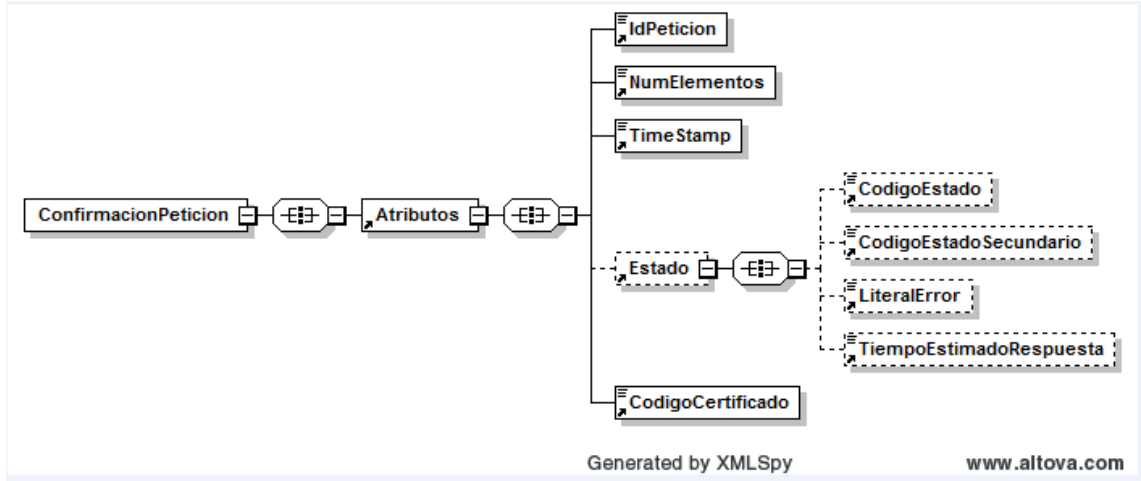 IdPeticion
NumElementos
TimeStamp
ConfirmacionPeticion
Atributos
Estado
CodigoEstado
CodigoEstadoSecundario
LiteralError
TiempoEstimadoRespuesta
CodigoCertificado
Generated by XMLSpy
www.altova.com